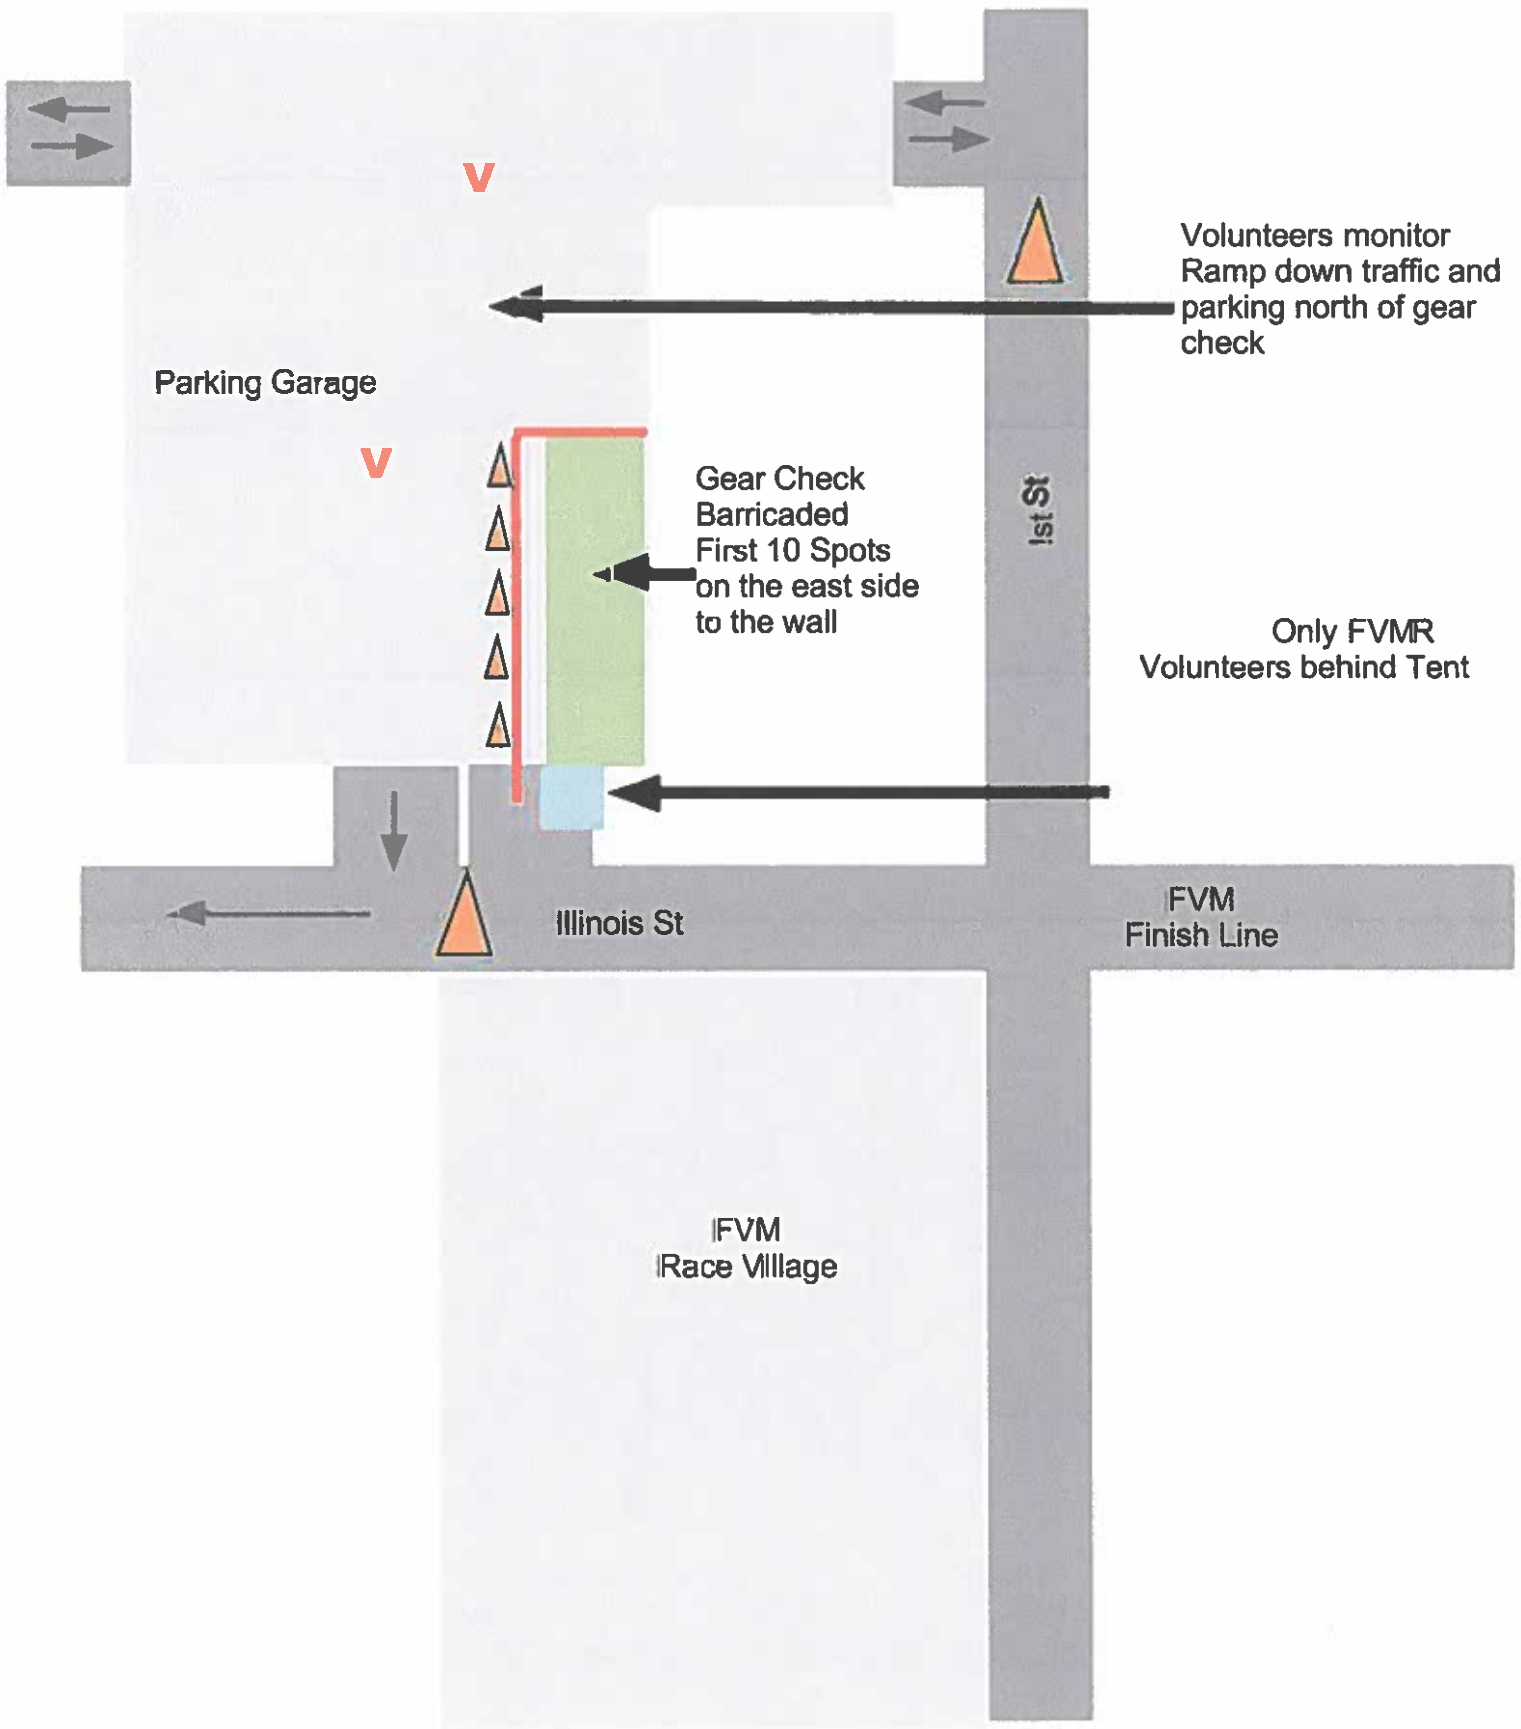 V
Volunteers monitor
Ramp down traffic and
parking north of gear
check
Parking Garage
V
Gear Check
Barricaded
First 10 Spots
on the east side
to the wall
Ist St
Only FVMR
Volunteers behind Tent
Illinois St
FVM
Finish Line
FVM
Race Village